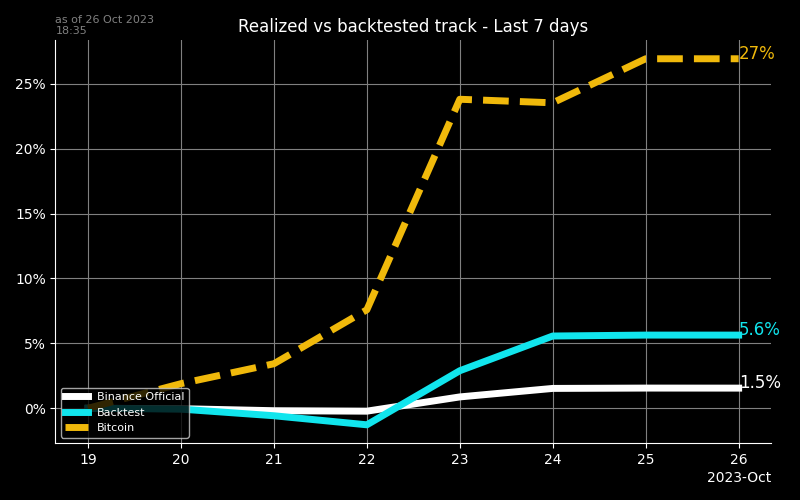 as of 26 Oct 2023
18:35
Realized vs backtested track - Last 7 days
27%
25%
20%
15%
10%
5%
0%
5.6%
1.5%
Binance Official
Backtest
Bitcoin
19 20 21 22 23 24 25 26
2023-Oct